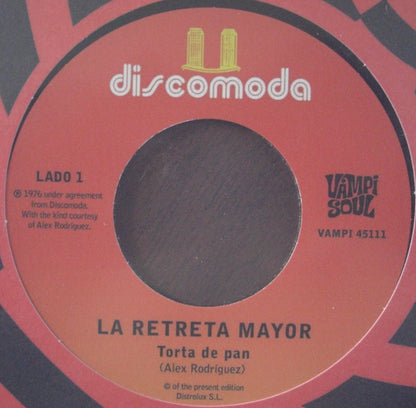 discomoda
LADO 1
℗ 1976 under agreement
from Discomoda.
With the kind courtesy
of Alex Rodríguez.
VAMPI
SOUL
VAMPI 45111
LA RETRETA MAYOR
Torta de pan
(Alex Rodríguez)
© of the present edition
Distrolux S.L.